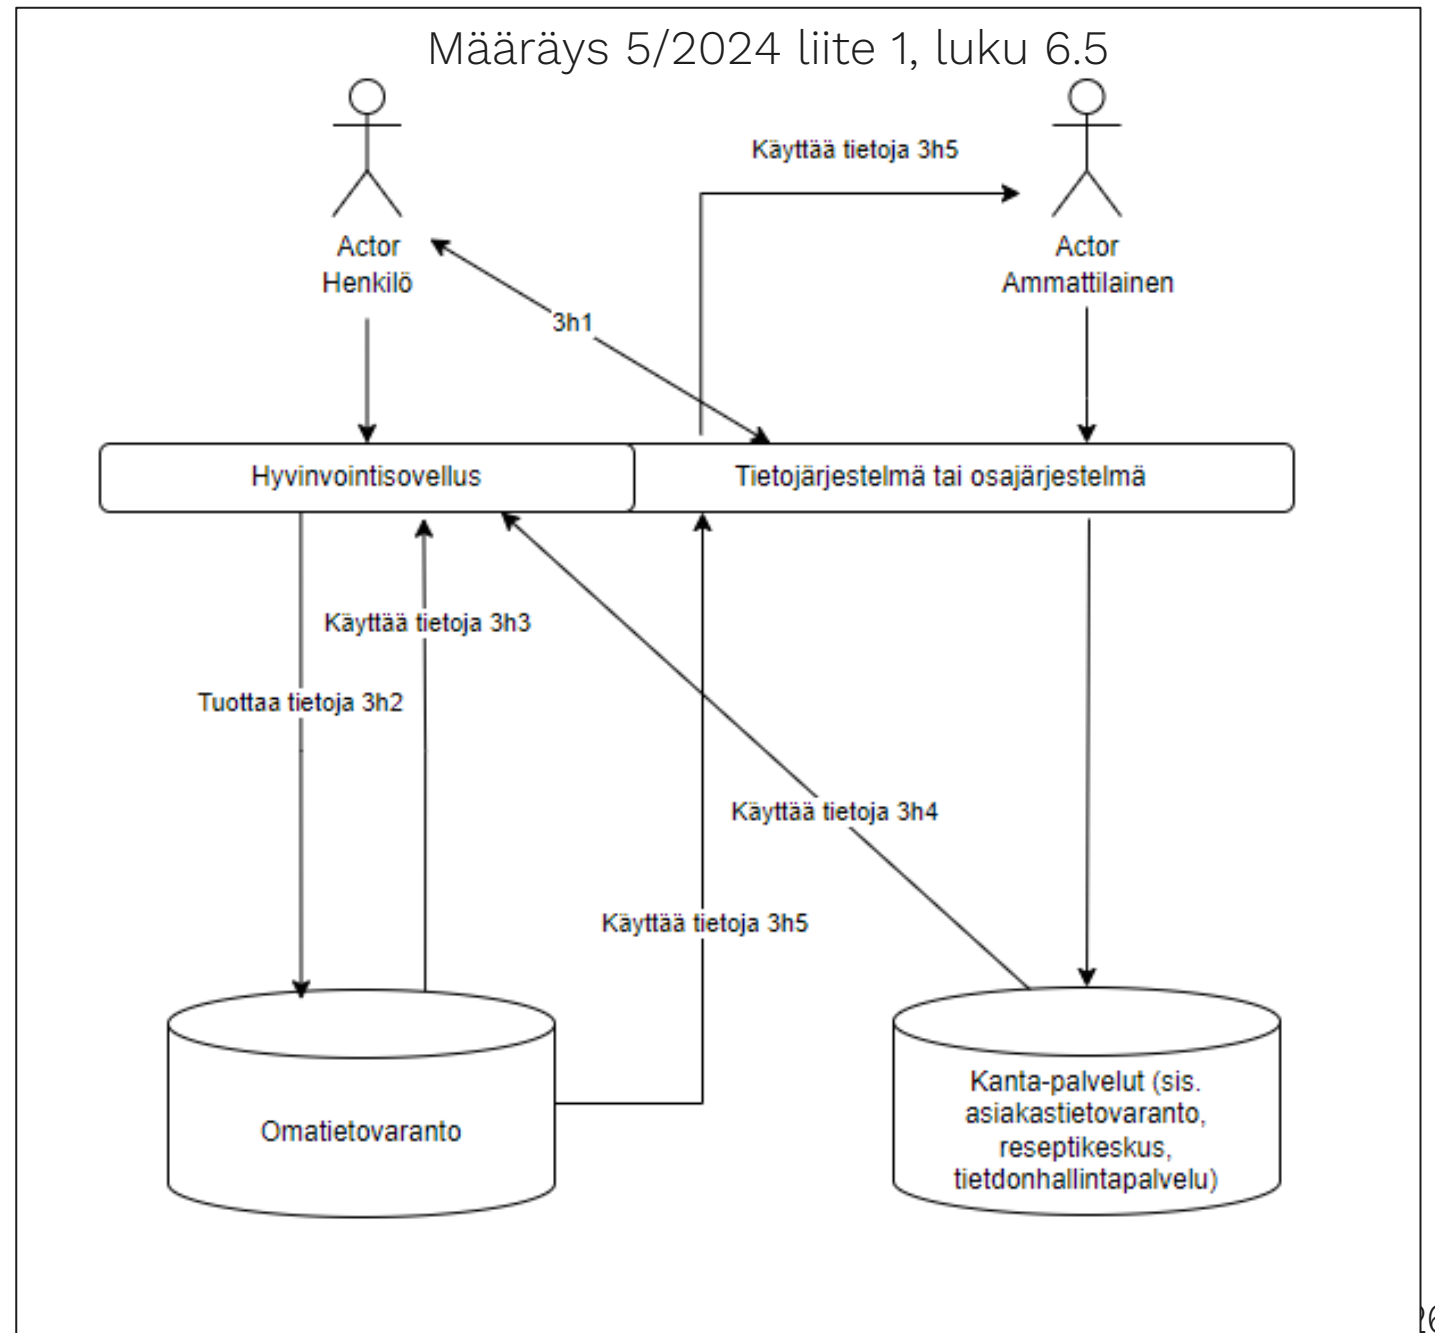 Määräys 5/2024 liite 1, luku 6.5
Käyttää tietoja 3h5
Actor
Henkilö
Actor
Ammattilainen
3h1
Hyvinvointisovellus
Tietojärjestelmä tai osajärjestelmä
Käyttää tietoja 3h3
Tuottaa tietoja 3h2
Käyttää tietoja 3h4
Käyttää tietoja 3h5
Omatietovaranto
Kanta-palvelut (sis.
asiakastietovaranto,
reseptikeskus,
tietdonhallintapalvelu)